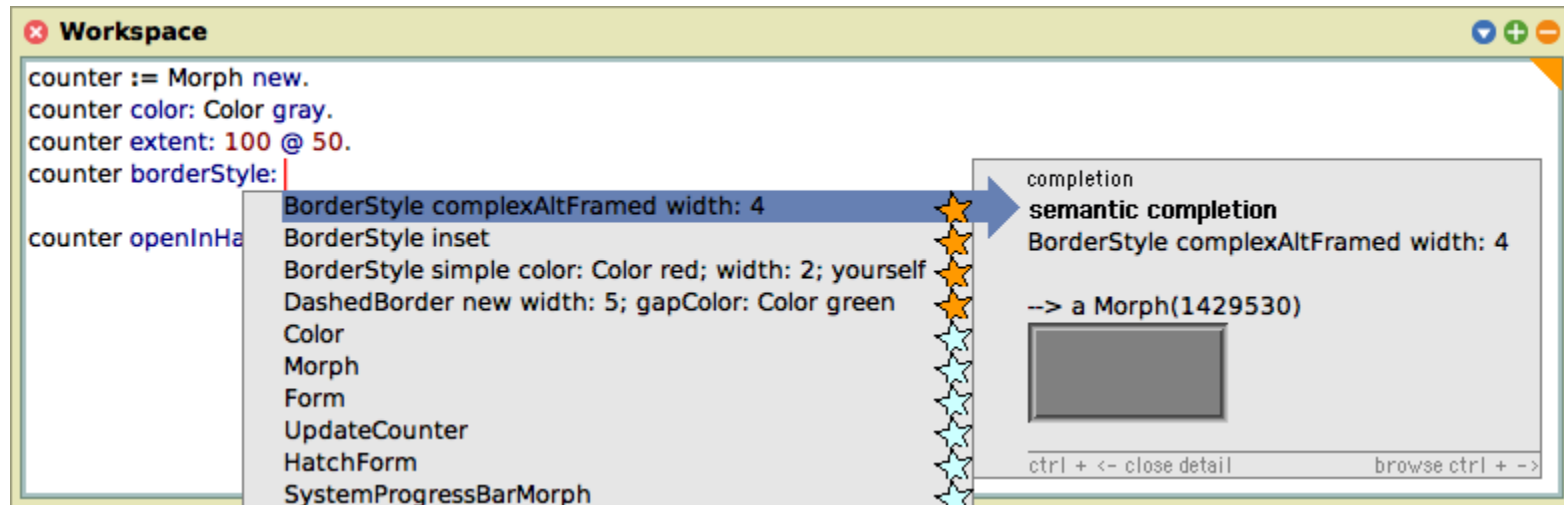 Workspace
counter := Morph new.
counter color: Color gray.
counter extent: 100 @ 50.
counter borderStyle:
counter openInHa
BorderStyle complexAltFramed width: 4
BorderStyle inset
BorderStyle simple color: Color red; width: 2; yourself
DashedBorder new width: 5; gapColor: Color green
Color
Morph
Form
UpdateCounter
HatchForm
SystemProgressBarMorph
completion
semantic completion
BorderStyle complexAltFramed width: 4
--> a Morph(1429530)
ctrl + <- close detail browse ctrl + ->